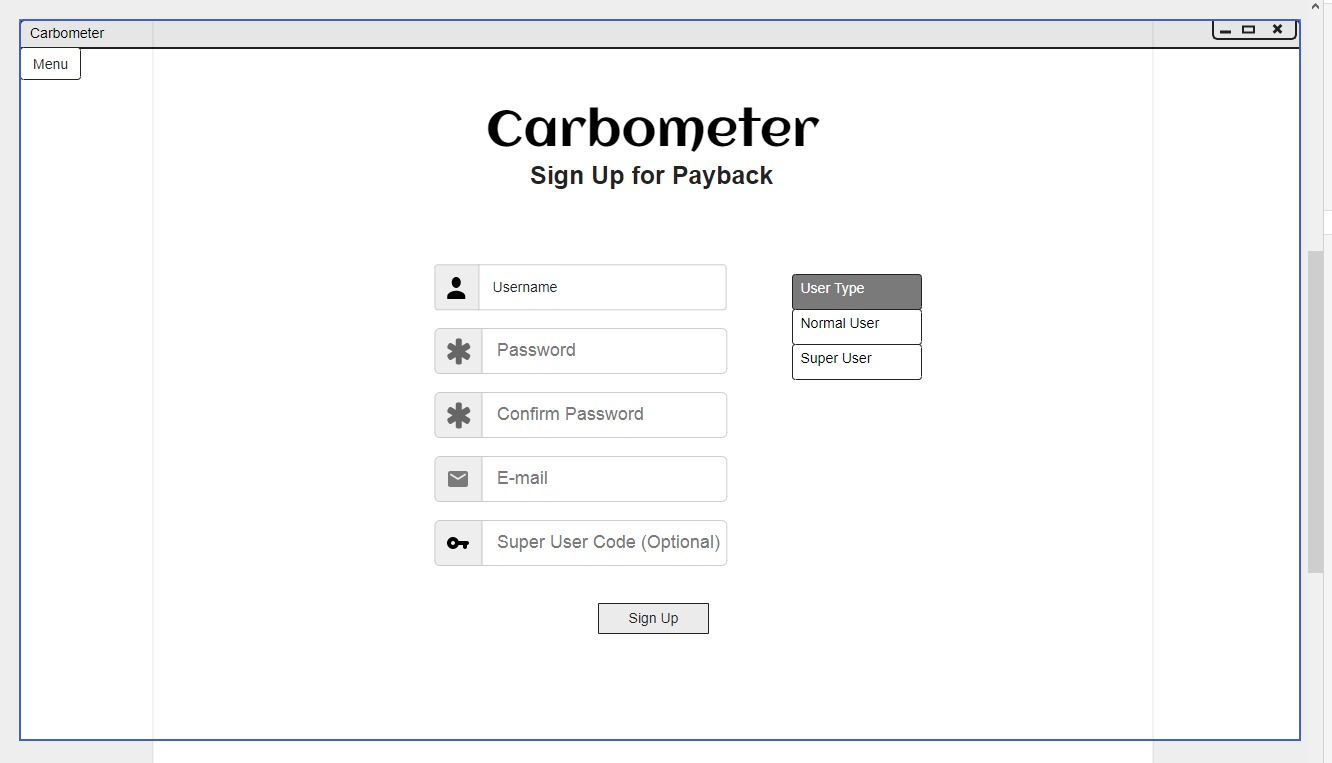 Carbometer
Menu
Carbometer
Sign Up for Payback
Username
Password
Confirm Password
E-mail
Super User Code (Optional)
User Type
Normal User
Super User
Sign Up